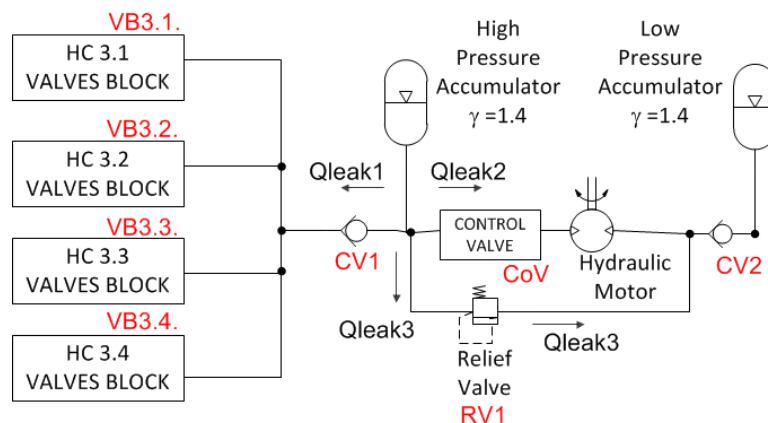 VB3.1.
HC 3.1
VALVES BLOCK
VB3.2.
HC 3.2
VALVES BLOCK
VB3.3.
HC 3.3
VALVES BLOCK
VB3.4.
HC 3.4
VALVES BLOCK
High
Pressure
Accumulator
γ =1.4
Low
Pressure
Accumulator
γ =1.4
Qleak1
Qleak2
CV1
CONTROL
VALVE
CoV
Hydraulic
Motor
CV2
Qleak3
Qleak3
Relief
Valve
RV1